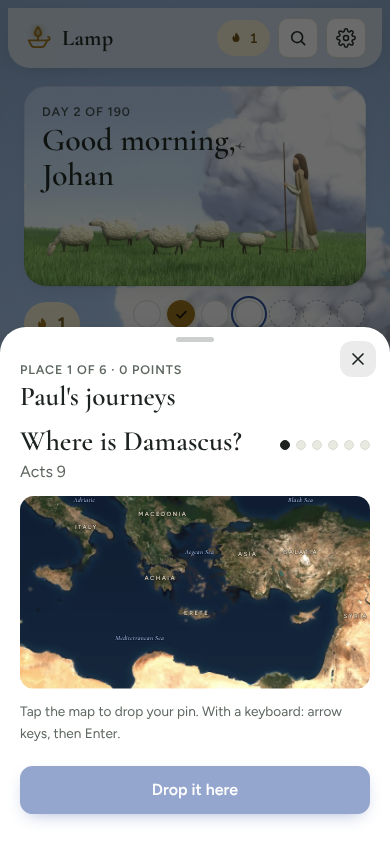 Lamp
1
DAY 2 OF 190
Good morning,
Johan
1
PLACE 1 OF 6 · 0 POINTS
Paul's journeys
Where is Damascus?
Acts 9
Adriatic
Black Sea
MACEDONIA
ITALY
Aegean Sea
ASIA
GALATIA
ACHAIA
CRETE
SYRIA
Mediterranean Sea
Tap the map to drop your pin. With a keyboard: arrow
keys, then Enter.
Drop it here